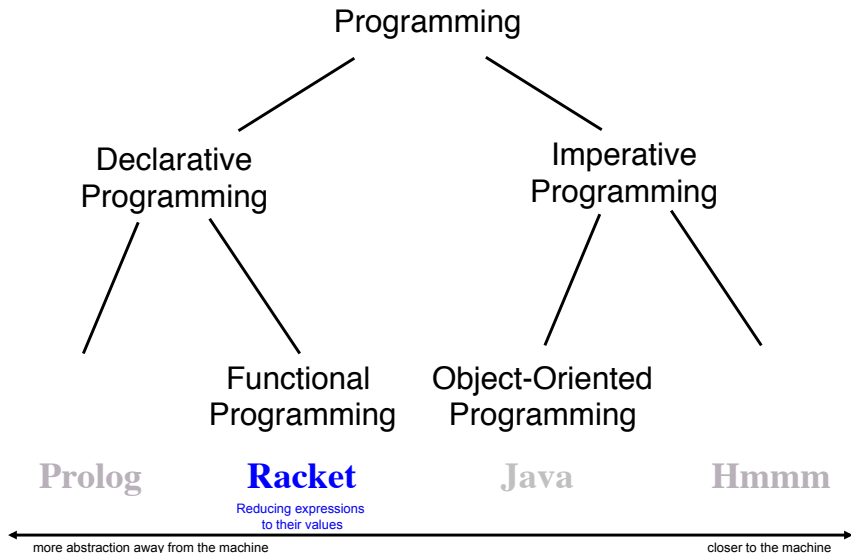 Programming
Declarative
Programming
Imperative
Programming
Functional
Programming
Object-Oriented
Programming
Prolog
Racket
Java
Hmmm
Reducing expressions
to their values
more abstraction away from the machine
closer to the machine